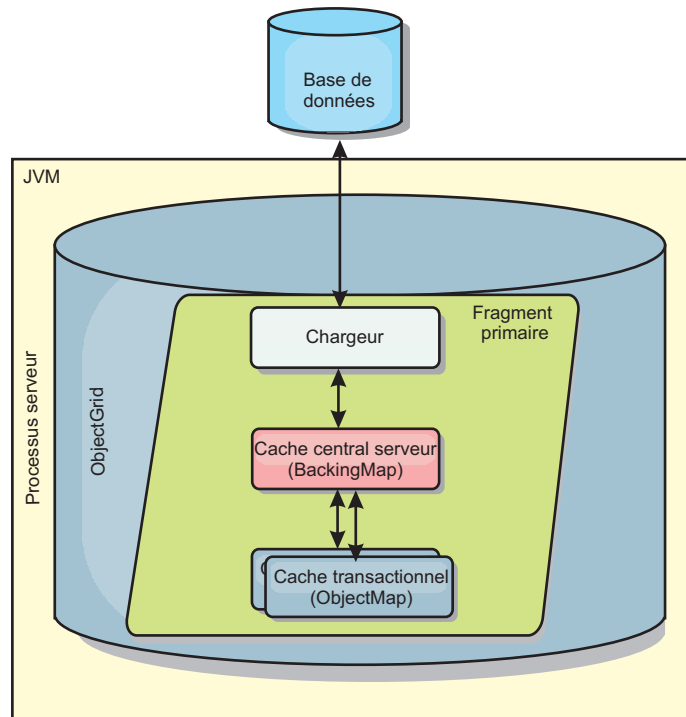 Base de
données
JVM
Processus serveur
ObjectGrid
Fragment
primaire
Chargeur
Cache central serveur
(BackingMap)
C
Cache transactionnel
(ObjectMap)